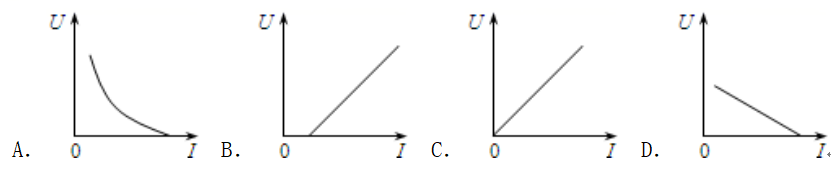 U U U U
A. 0 I B. 0 I C. 0 I D. 0 I.